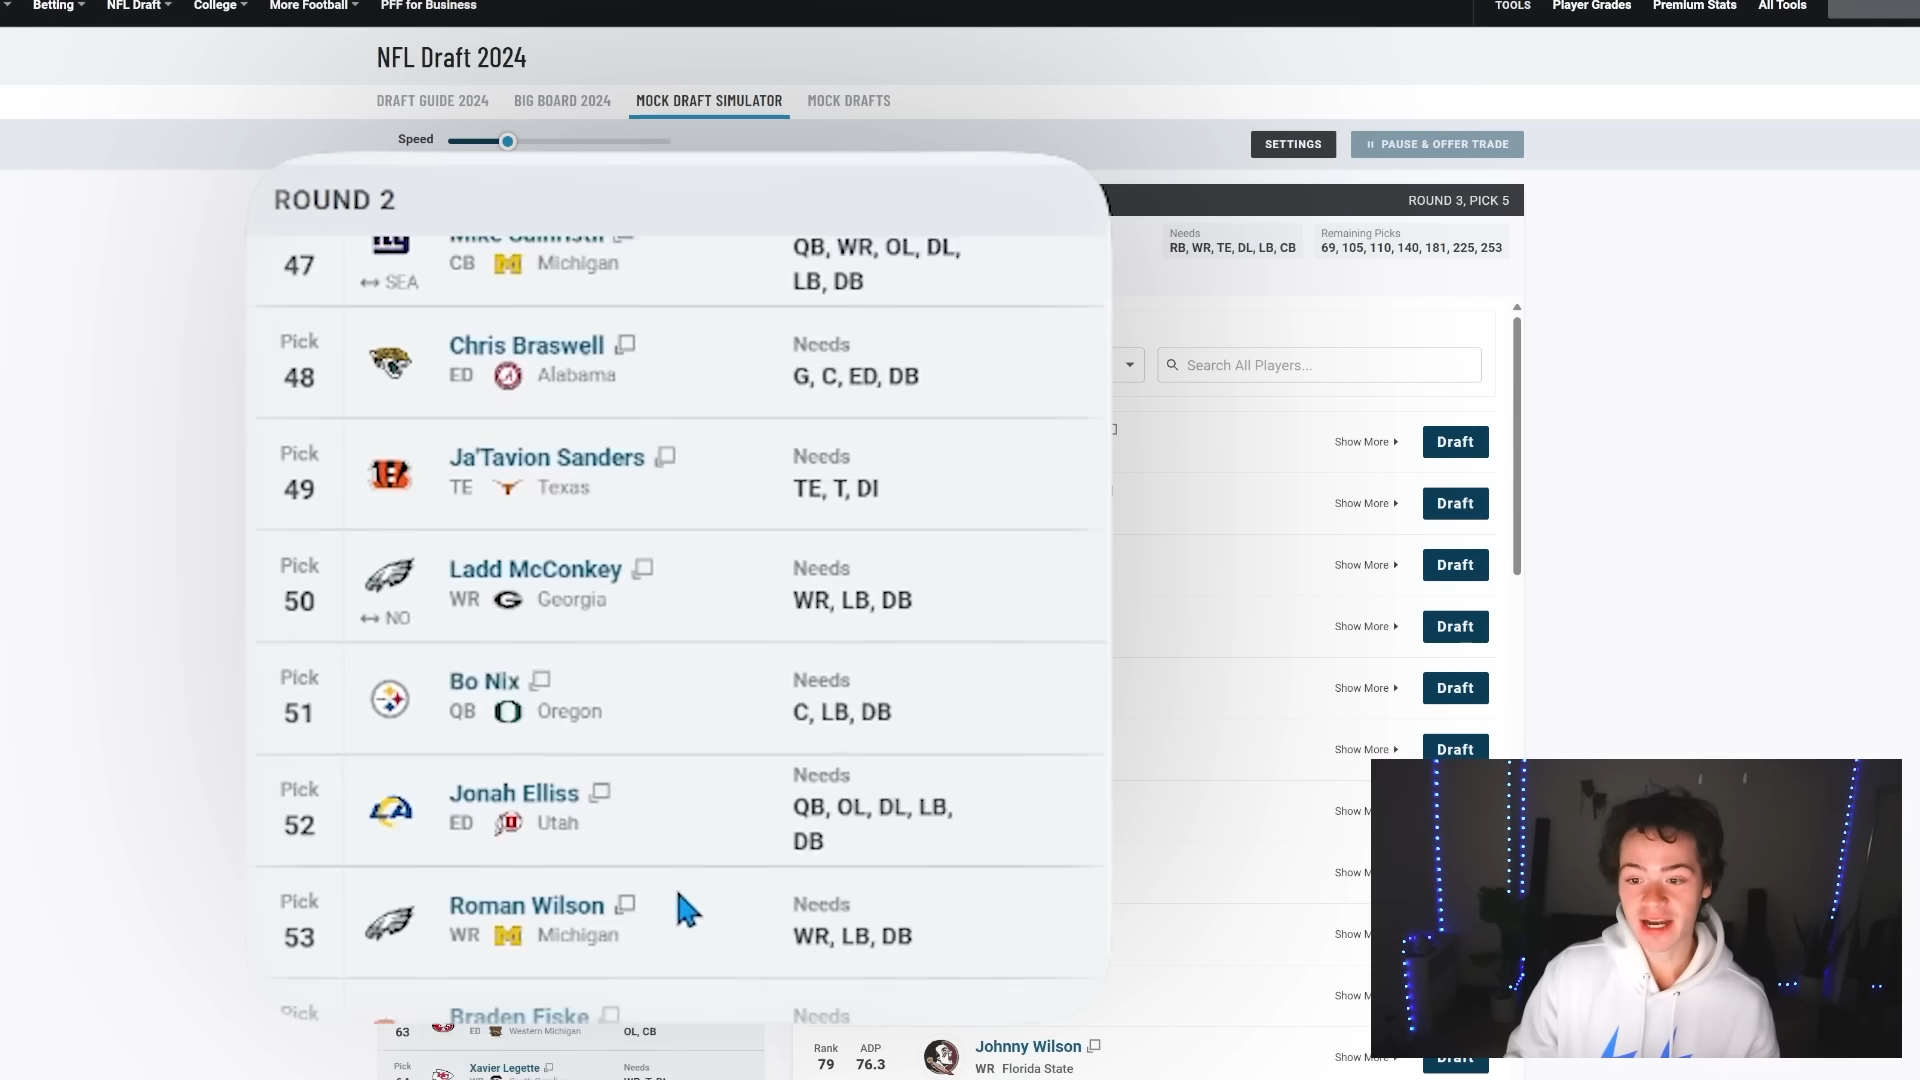 Betting NFL Draft College More Football PFF for Business TOOLS Player Grades Premium Stats All Tools
NFL Draft 2024
DRAFT GUIDE 2024 BIG BOARD 2024 MOCK DRAFT SIMULATOR MOCK DRAFTS
Speed
SETTINGS PAUSE & OFFER TRADE
ROUND 2
ROUND 3, PICK 5
Needs
RB, WR, TE, DL, LB, CB
Remaining Picks
69, 105, 110, 140, 181, 225, 253
47 QB, WR, OL, DL,
CB Michigan
SEA LB, DB
Pick Chris Braswell Needs
48 ED Alabama G, C, ED, DB
Pick Ja'Tavion Sanders Needs
49 TE Texas TE, T, DI
Pick Ladd McConkey Needs
50 WR Georgia WR, LB, DB
NO
Pick Bo Nix Needs
51 QB Oregon C, LB, DB
Pick Jonah Elliss Needs
52 ED Utah QB, OL, DL, LB,
DB
Pick Roman Wilson Needs
53 WR Michigan WR, LB, DB
Pick Braden Fiske Needs
63 ED Western Michigan OL, CB
Pick Xavier Legette Needs
Search All Players...
Show More Draft
Show More Draft
Show More Draft
Show More Draft
Show More Draft
Show More Draft
Show
Show
Show
Show
Rank ADP Johnny Wilson
79 76.3 WR Florida State
Show Draft